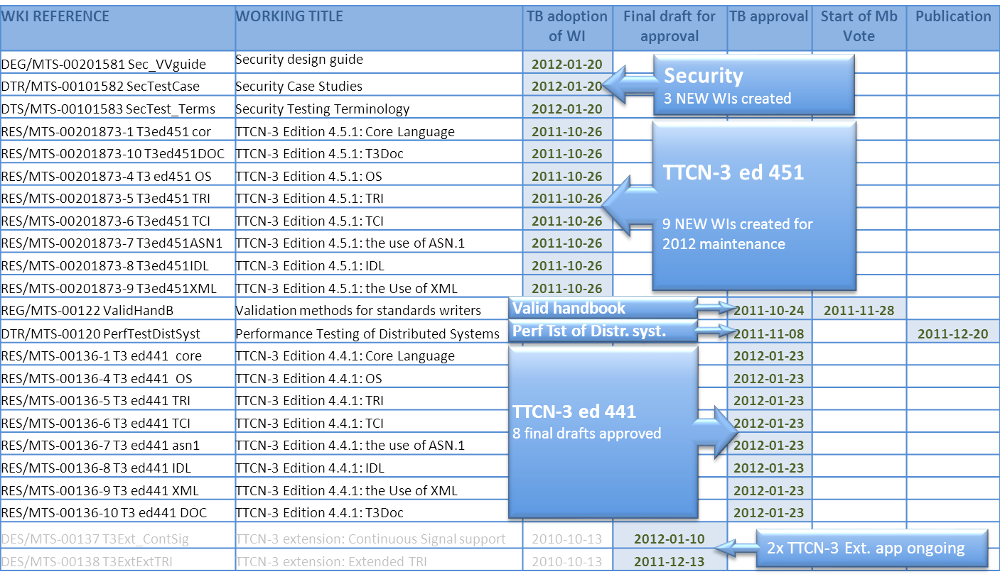 WKI REFERENCE WORKING TITLE TB adoption of WI Final draft for approval TB approval Start of Mb Vote Publication
DEG/MTS-00201581 Sec_VVguide Security design guide 2012-01-20
DTR/MTS-00101582 SecTestCase Security Case Studies 2012-01-20
DTS/MTS-00101583 SecTest_Terms Security Testing Terminology 2012-01-20
Security
3 NEW WIs created
RES/MTS-00201873-1 T3ed451 cor TTCN-3 Edition 4.5.1: Core Language 2011-10-26
RES/MTS-00201873-10 T3ed451DOC TTCN-3 Edition 4.5.1: T3Doc 2011-10-26
RES/MTS-00201873-4 T3 ed451 OS TTCN-3 Edition 4.5.1: OS 2011-10-26
RES/MTS-00201873-5 T3ed451 TRI TTCN-3 Edition 4.5.1: TRI 2011-10-26
RES/MTS-00201873-6 T3ed451 TCI TTCN-3 Edition 4.5.1: TCI 2011-10-26
RES/MTS-00201873-7 T3ed451ASN1 TTCN-3 Edition 4.5.1: the use of ASN.1 2011-10-26
RES/MTS-00201873-8 T3ed451IDL TTCN-3 Edition 4.5.1: IDL 2011-10-26
RES/MTS-00201873-9 T3ed451XML TTCN-3 Edition 4.5.1: the Use of XML 2011-10-26
TTCN-3 ed 451
9 NEW WIs created for
2012 maintenance
REG/MTS-00122 ValidHandB Validation methods for standards writers Valid handbook 2011-10-24 2011-11-28
DTR/MTS-00120 PerfTestDistSyst Performance Testing of Distributed Systems Perf Tst of Distr. syst. 2011-11-08 2011-12-20
RES/MTS-00136-1 T3 ed441 core TTCN-3 Edition 4.4.1: Core Language 2012-01-23
RES/MTS-00136-4 T3 ed441 OS TTCN-3 Edition 4.4.1: OS 2012-01-23
RES/MTS-00136-5 T3 ed441 TRI TTCN-3 Edition 4.4.1: TRI 2012-01-23
RES/MTS-00136-6 T3 ed441 TCI TTCN-3 Edition 4.4.1: TCI 2012-01-23
RES/MTS-00136-7 T3 ed441 asn1 TTCN-3 Edition 4.4.1: the use of ASN.1 2012-01-23
RES/MTS-00136-8 T3 ed441 IDL TTCN-3 Edition 4.4.1: IDL 2012-01-23
RES/MTS-00136-9 T3 ed441 XML TTCN-3 Edition 4.4.1: the Use of XML 2012-01-23
RES/MTS-00136-10 T3 ed441 DOC TTCN-3 Edition 4.4.1: T3Doc 2012-01-23
TTCN-3 ed 441
8 final drafts approved
DES/MTS-00137 T3Ext_ContSig TTCN-3 extension: Continuous Signal support 2010-10-13 2012-01-10
DES/MTS-00138 T3ExtExtTRI TTCN-3 extension: Extended TRI 2010-10-13 2011-12-13
2x TTCN-3 Ext. app ongoing